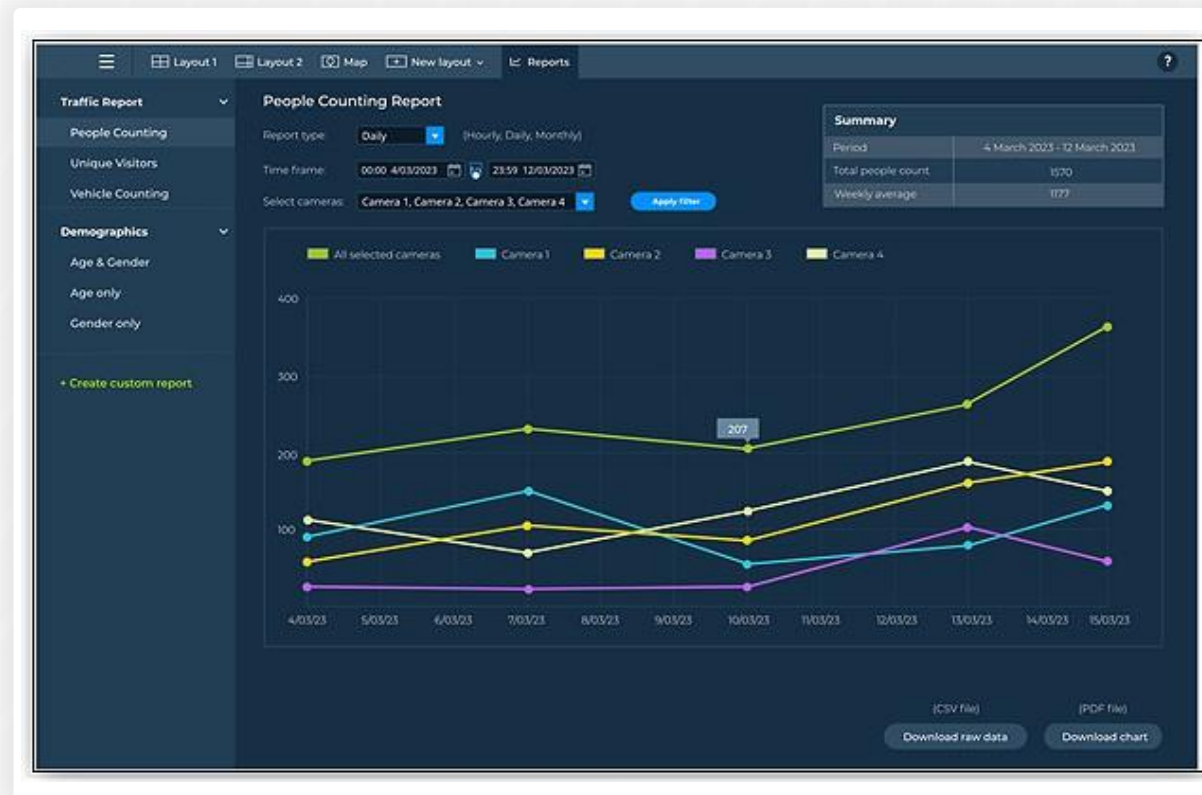 Layout 1 Layout 2 Map New layout Reports ?
Traffic Report
People Counting
Unique Visitors
Vehicle Counting
Demographics
Age & Gender
Age only
Gender only
+ Create custom report
People Counting Report
Report type: Daily (Hourly, Daily, Monthly)
Time frame: 00:00 4/03/2023 23:59 12/03/2023
Select cameras: Camera 1, Camera 2, Camera 3, Camera 4 Apply filter
Summary
Period 4 March 2023 - 12 March 2023
Total people count 1570
Weekly average 1177
All selected cameras Camera 1 Camera 2 Camera 3 Camera 4
400
300
207
200
100
4/03/23 5/03/23 6/03/23 7/03/23 8/03/23 9/03/23 10/03/23 11/03/23 12/03/23 13/03/23 14/03/23 15/03/23
(CSV file) (PDF file)
Download raw data Download chart